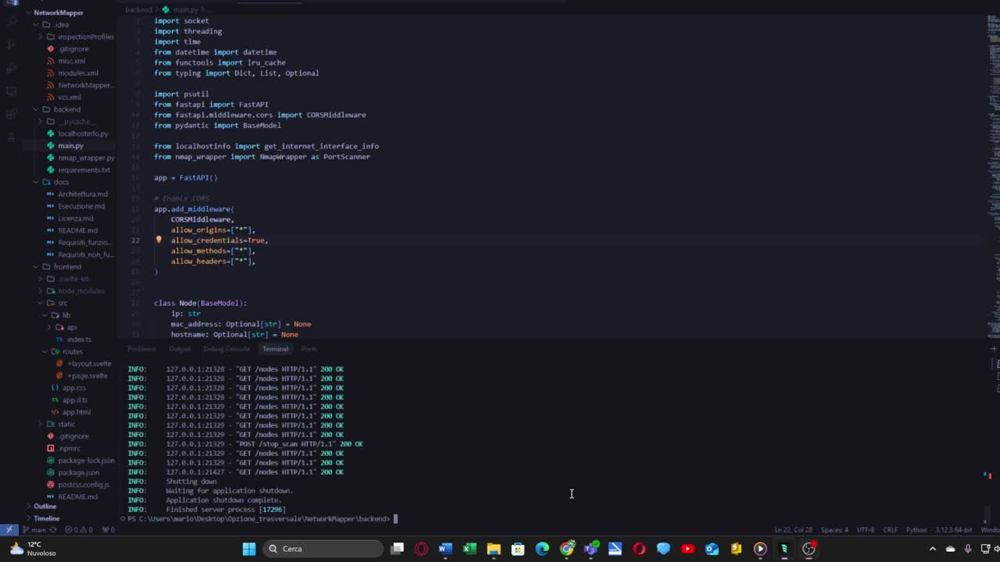 NetworkMapper
.idea
inspectionProfiles
.gitignore
misc.xml
modules.xml
NetworkMapper...
vcs.xml
backend
__pycache__
localhostinfo.py
main.py
nmap_wrapper.py
requirements.txt
docs
Architettura.md
Esecuzione.md
Licenza.md
README.md
Requisiti_funzio...
Requisiti_non_fu...
frontend
.svelte-kit
node_modules
src
lib
api
index.ts
routes
+layout.svelte
+page.svelte
app.css
app.d.ts
app.html
static
.gitignore
.npmrc
package-lock.json
package.json
postcss.config.js
README.md
Outline
Timeline
backend > main.py > ...
import socket
import threading
import time
from datetime import datetime
from functools import lru_cache
from typing import Dict, List, Optional
import psutil
from fastapi import FastAPI
from fastapi.middleware.cors import CORSMiddleware
from pydantic import BaseModel
from localhostinfo import get_internet_interface_info
from nmap_wrapper import NmapWrapper as PortScanner
app = FastAPI()
# Enable CORS
app.add_middleware(
CORSMiddleware,
allow_origins=["*"],
22 allow_credentials=True,
allow_methods=["*"],
allow_headers=["*"],
)
class Node(BaseModel):
ip: str
mac_address: Optional[str] = None
hostname: Optional[str] = None
Problems Output Debug Console Terminal Ports
INFO: 127.0.0.1:21328 - "GET /nodes HTTP/1.1" 200 OK
INFO: 127.0.0.1:21328 - "GET /nodes HTTP/1.1" 200 OK
INFO: 127.0.0.1:21328 - "GET /nodes HTTP/1.1" 200 OK
INFO: 127.0.0.1:21328 - "GET /nodes HTTP/1.1" 200 OK
INFO: 127.0.0.1:21329 - "GET /nodes HTTP/1.1" 200 OK
INFO: 127.0.0.1:21329 - "GET /nodes HTTP/1.1" 200 OK
INFO: 127.0.0.1:21329 - "GET /nodes HTTP/1.1" 200 OK
INFO: 127.0.0.1:21329 - "GET /nodes HTTP/1.1" 200 OK
INFO: 127.0.0.1:21329 - "POST /stop_scan HTTP/1.1" 200 OK
INFO: 127.0.0.1:21329 - "GET /nodes HTTP/1.1" 200 OK
INFO: 127.0.0.1:21329 - "GET /nodes HTTP/1.1" 200 OK
INFO: 127.0.0.1:21427 - "GET /nodes HTTP/1.1" 200 OK
INFO: Shutting down
INFO: Waiting for application shutdown.
INFO: Application shutdown complete.
INFO: Finished server process [17296]
PS C:\Users\mario\Desktop\Opzione_trasversale\NetworkMapper\backend>
main 0 0 0 Ln 22, Col 28 Spaces: 4 UTF-8 CRLF Python 3.12.3 64-bit Windo
12°C
Nuvoloso
Cerca